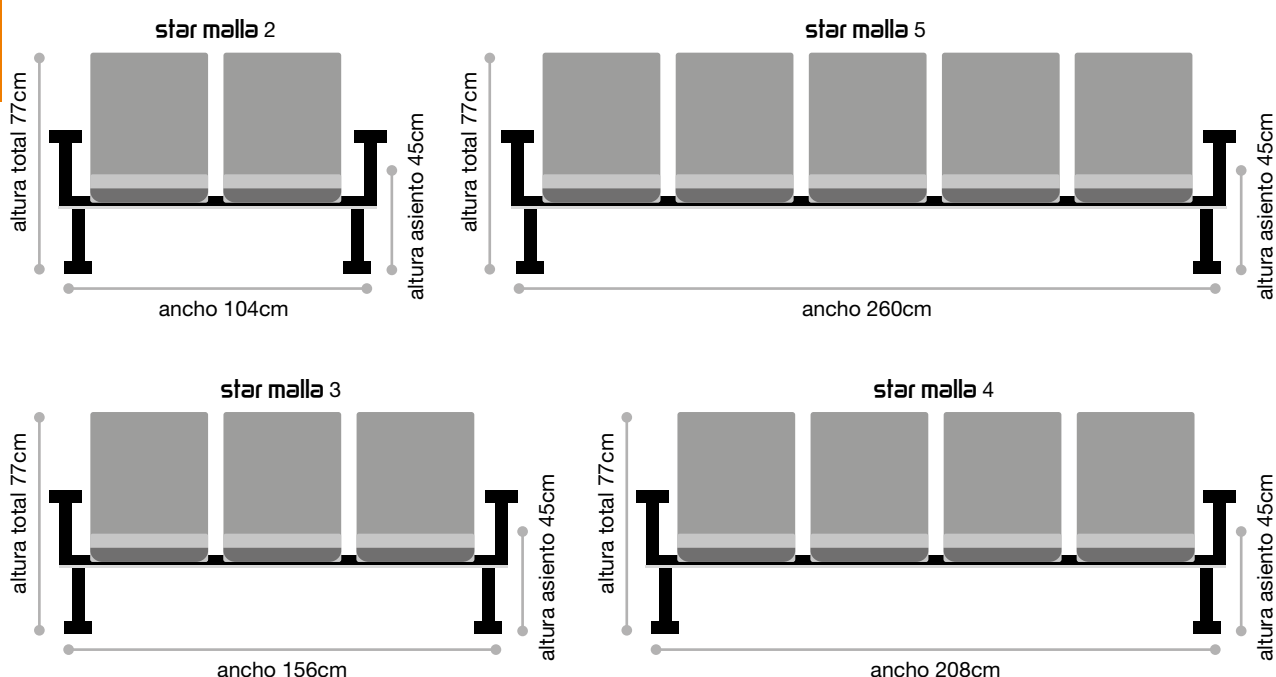 star malla 2
altura total 77cm
altura asiento 45cm
ancho 104cm
star malla 5
altura total 77cm
altura asiento 45cm
ancho 260cm
star malla 3
altura total 77cm
altura asiento 45cm
ancho 156cm
star malla 4
altura total 77cm
altura asiento 45cm
ancho 208cm